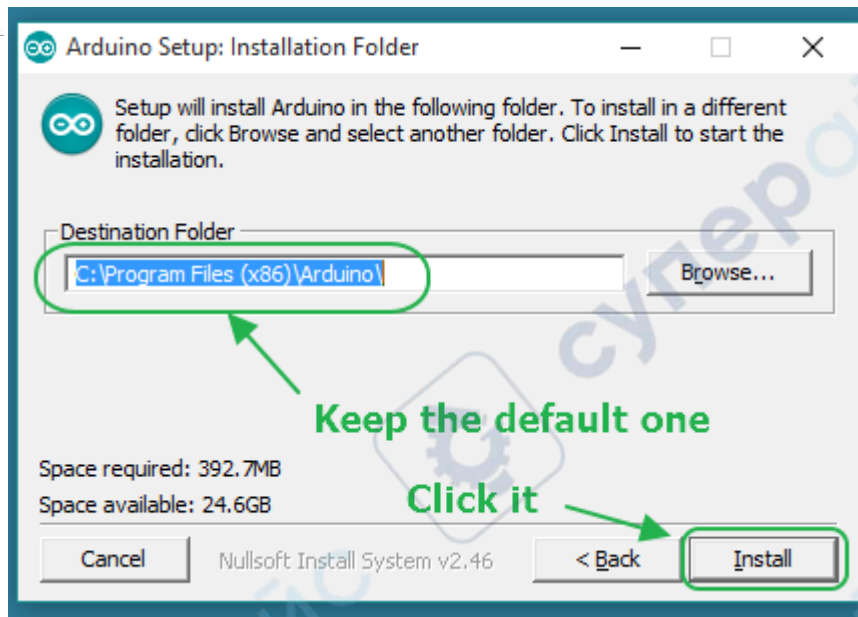 Arduino Setup: Installation Folder
Setup will install Arduino in the following folder. To install in a different
folder, click Browse and select another folder. Click Install to start the
installation.
Destination Folder
C:\Program Files (x86)\Arduino\
Browse...
Keep the default one
Space required: 392.7MB
Space available: 24.6GB
Click it
Cancel
Nullsoft Install System v2.46
< Back
Install